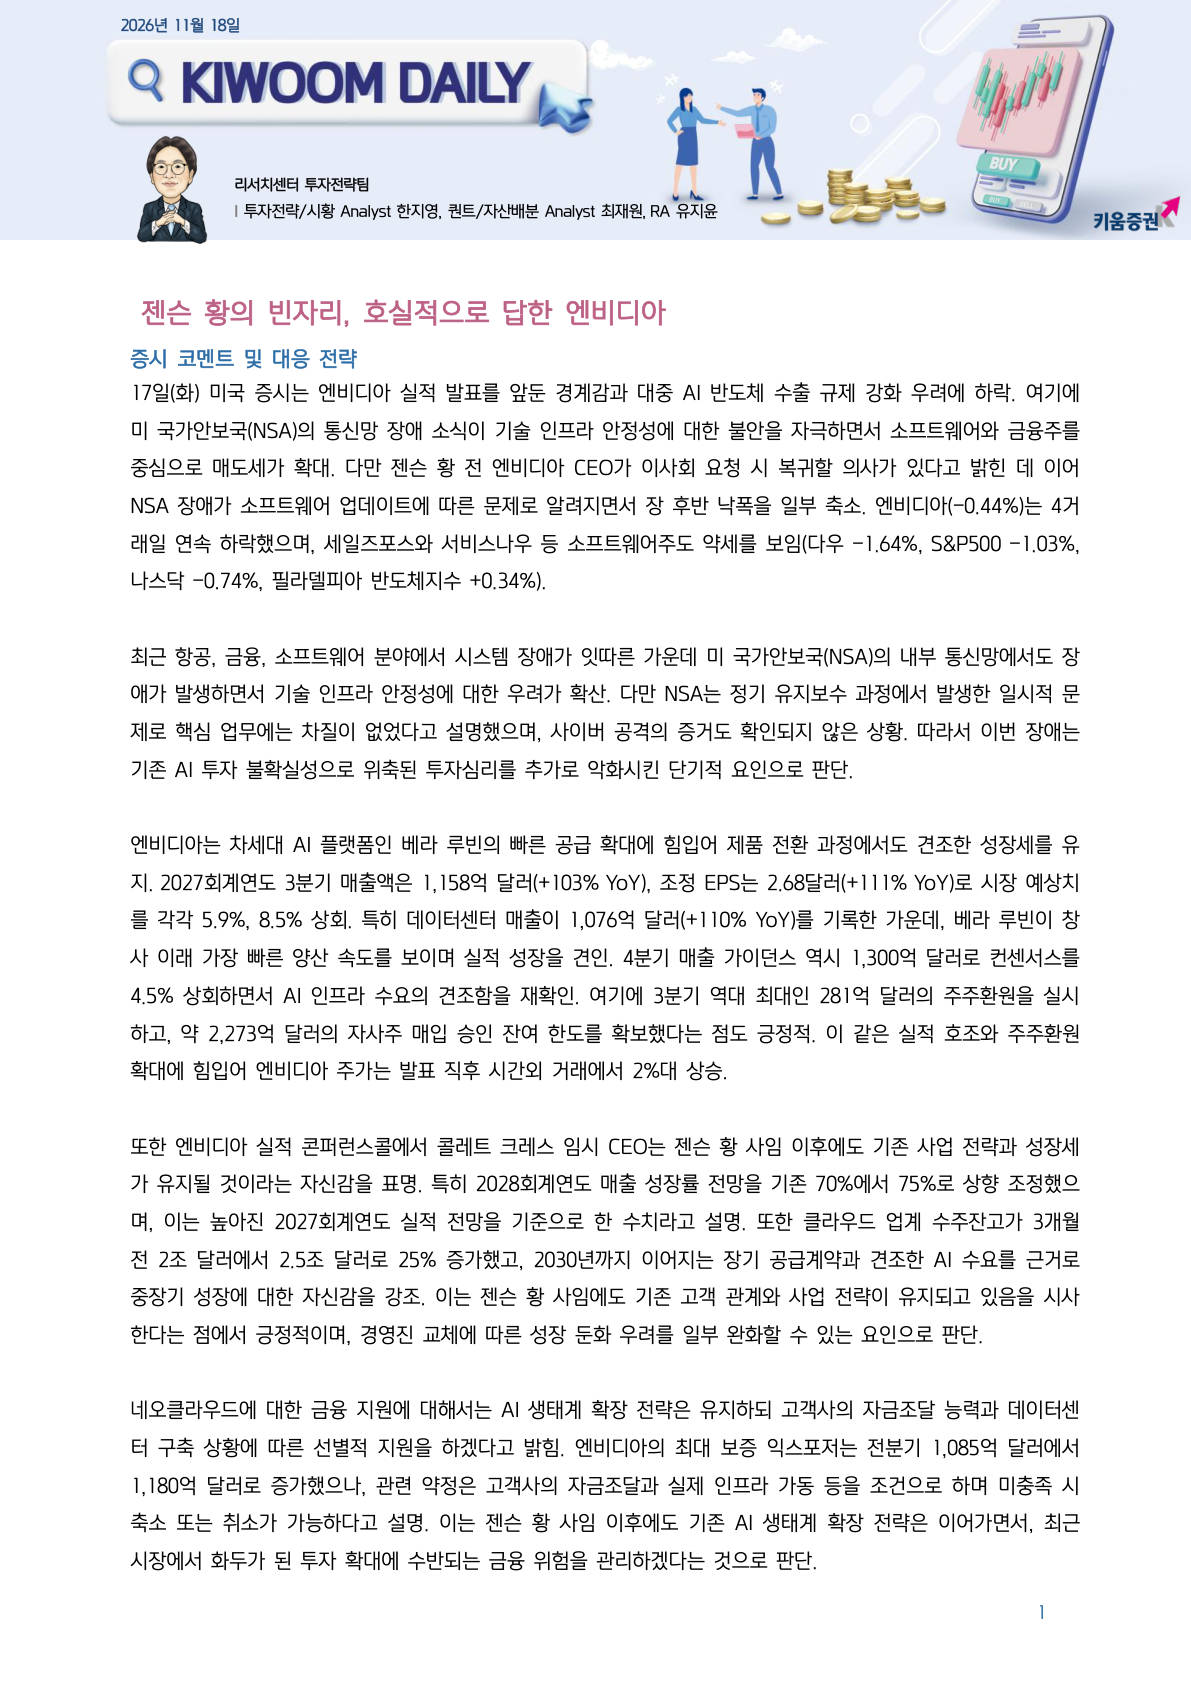 2026년 11월 18일
KIWOOM DAILY
리서치센터 투자전략팀
| 투자전략/시황 Analyst 한지영, 퀀트/자산배분 Analyst 최재원, RA 유지윤
BUY
BUY
키움증권
젠슨 황의 빈자리, 호실적으로 답한 엔비디아
증시 코멘트 및 대응 전략
17일(화) 미국 증시는 엔비디아 실적 발표를 앞둔 경계감과 대중 AI 반도체 수출 규제 강화 우려에 하락. 여기에
미 국가안보국(NSA)의 통신망 장애 소식이 기술 인프라 안정성에 대한 불안을 자극하면서 소프트웨어와 금융주를
중심으로 매도세가 확대. 다만 젠슨 황 전 엔비디아 CEO가 이사회 요청 시 복귀할 의사가 있다고 밝힌 데 이어
NSA 장애가 소프트웨어 업데이트에 따른 문제로 알려지면서 장 후반 낙폭을 일부 축소. 엔비디아(-0.44%)는 4거
래일 연속 하락했으며, 세일즈포스와 서비스나우 등 소프트웨어주도 약세를 보임(다우 -1.64%, S&P500 -1.03%,
나스닥 -0.74%, 필라델피아 반도체지수 +0.34%).
최근 항공, 금융, 소프트웨어 분야에서 시스템 장애가 잇따른 가운데 미 국가안보국(NSA)의 내부 통신망에서도 장
애가 발생하면서 기술 인프라 안정성에 대한 우려가 확산. 다만 NSA는 정기 유지보수 과정에서 발생한 일시적 문
제로 핵심 업무에는 차질이 없었다고 설명했으며, 사이버 공격의 증거도 확인되지 않은 상황. 따라서 이번 장애는
기존 AI 투자 불확실성으로 위축된 투자심리를 추가로 악화시킨 단기적 요인으로 판단.
엔비디아는 차세대 AI 플랫폼인 베라 루빈의 빠른 공급 확대에 힘입어 제품 전환 과정에서도 견조한 성장세를 유
지. 2027회계연도 3분기 매출액은 1,158억 달러(+103% YoY), 조정 EPS는 2.68달러(+111% YoY)로 시장 예상치
를 각각 5.9%, 8.5% 상회. 특히 데이터센터 매출이 1,076억 달러(+110% YoY)를 기록한 가운데, 베라 루빈이 창
사 이래 가장 빠른 양산 속도를 보이며 실적 성장을 견인. 4분기 매출 가이던스 역시 1,300억 달러로 컨센서스를
4.5% 상회하면서 AI 인프라 수요의 견조함을 재확인. 여기에 3분기 역대 최대인 281억 달러의 주주환원을 실시
하고, 약 2,273억 달러의 자사주 매입 승인 잔여 한도를 확보했다는 점도 긍정적. 이 같은 실적 호조와 주주환원
확대에 힘입어 엔비디아 주가는 발표 직후 시간외 거래에서 2%대 상승.
또한 엔비디아 실적 콘퍼런스콜에서 콜레트 크레스 임시 CEO는 젠슨 황 사임 이후에도 기존 사업 전략과 성장세
가 유지될 것이라는 자신감을 표명. 특히 2028회계연도 매출 성장률 전망을 기존 70%에서 75%로 상향 조정했으
며, 이는 높아진 2027회계연도 실적 전망을 기준으로 한 수치라고 설명. 또한 클라우드 업계 수주잔고가 3개월
전 2조 달러에서 2.5조 달러로 25% 증가했고, 2030년까지 이어지는 장기 공급계약과 견조한 AI 수요를 근거로
중장기 성장에 대한 자신감을 강조. 이는 젠슨 황 사임에도 기존 고객 관계와 사업 전략이 유지되고 있음을 시사
한다는 점에서 긍정적이며, 경영진 교체에 따른 성장 둔화 우려를 일부 완화할 수 있는 요인으로 판단.
네오클라우드에 대한 금융 지원에 대해서는 AI 생태계 확장 전략은 유지하되 고객사의 자금조달 능력과 데이터센
터 구축 상황에 따른 선별적 지원을 하겠다고 밝힘. 엔비디아의 최대 보증 익스포저는 전분기 1,085억 달러에서
1,180억 달러로 증가했으나, 관련 약정은 고객사의 자금조달과 실제 인프라 가동 등을 조건으로 하며 미충족 시
축소 또는 취소가 가능하다고 설명. 이는 젠슨 황 사임 이후에도 기존 AI 생태계 확장 전략은 이어가면서, 최근
시장에서 화두가 된 투자 확대에 수반되는 금융 위험을 관리하겠다는 것으로 판단.
1